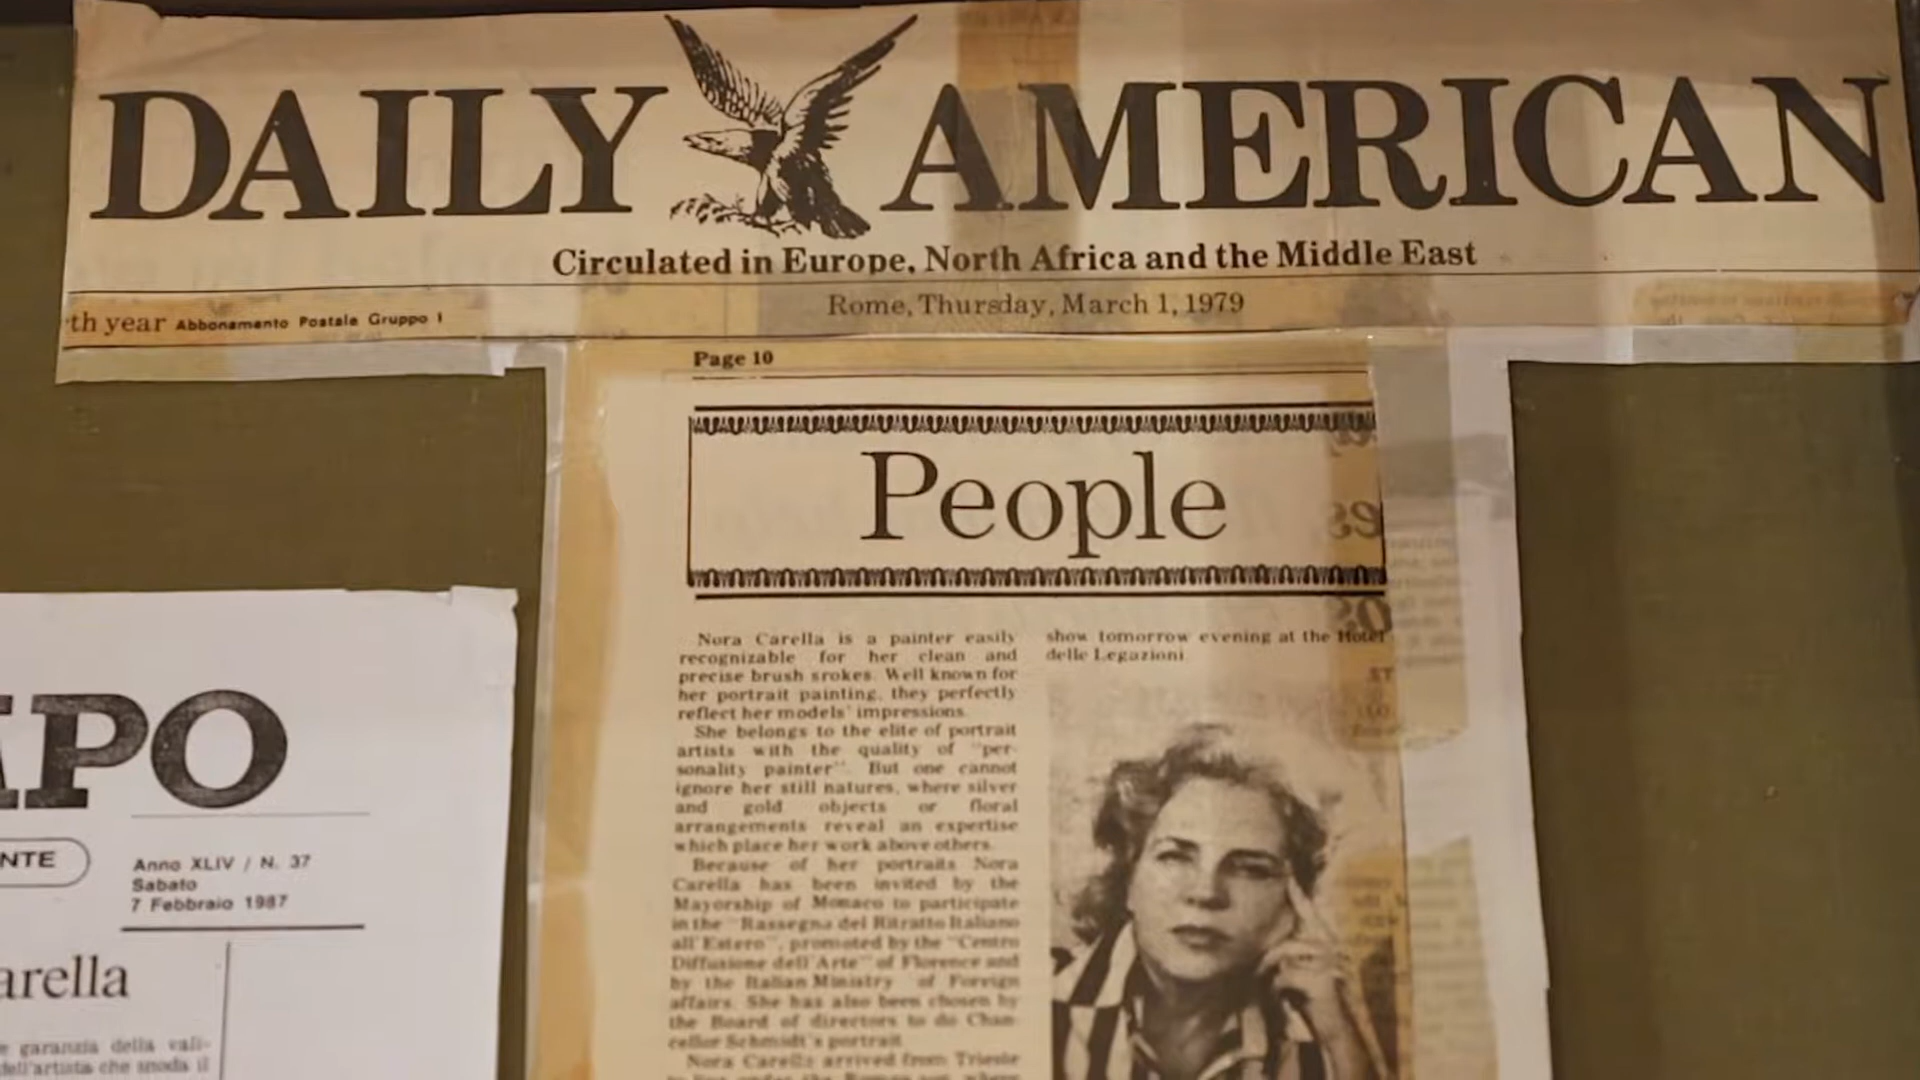 DAILY AMERICAN
Circulated in Europe, North Africa and the Middle East
Rome, Thursday, March 1, 1979
th year Abbonamento Postale Gruppo I
Page 10
People
Nora Carella is a painter easily
recognizable for her clean and
precise brush srokes. Well known for
her portrait painting, they perfectly
reflect her models' impressions.
She belongs to the elite of portrait
artists with the quality of "per-
sonality painter". But one cannot
ignore her still natures, where silver
and gold objects or floral
arrangements reveal an expertise
which place her work above others.
Because of her portraits Nora
Carella has been invited by the
Mayorship of Monaco to participate
in the "Rassegna del Ritratto Italiano
all'Estero", promoted by the "Centro
Diffusione dell'Arte" of Florence and
by the Italian Ministry of Foreign
affairs. She has also been chosen by
the Board of directors to do Chan-
cellor Schmidt's portrait.
Nora Carella arrived from Trieste
show tomorrow evening at the Hotel
delle Legazioni
APO
NTE
Anno XLIV / N. 37
Sabato
7 Febbraio 1987
arella
e garanzia della vali-
dell'artista che snoda il